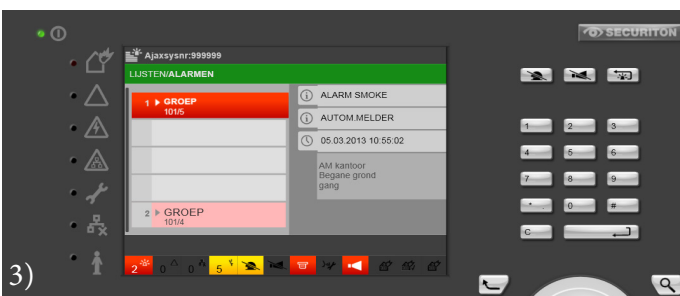 SECURITON
Ajaxsysnr:999999
LIJSTEN/ALARMEN
1 GROEP
101/5
ALARM SMOKE
AUTOM.MELDER
05.03.2013 10:55:02
AM kantoor
Begane grond
gang
2 GROEP
101/4
2 0 0 5
1 2 3
4 5 6
7 8 9
* . 0 #
C
3)